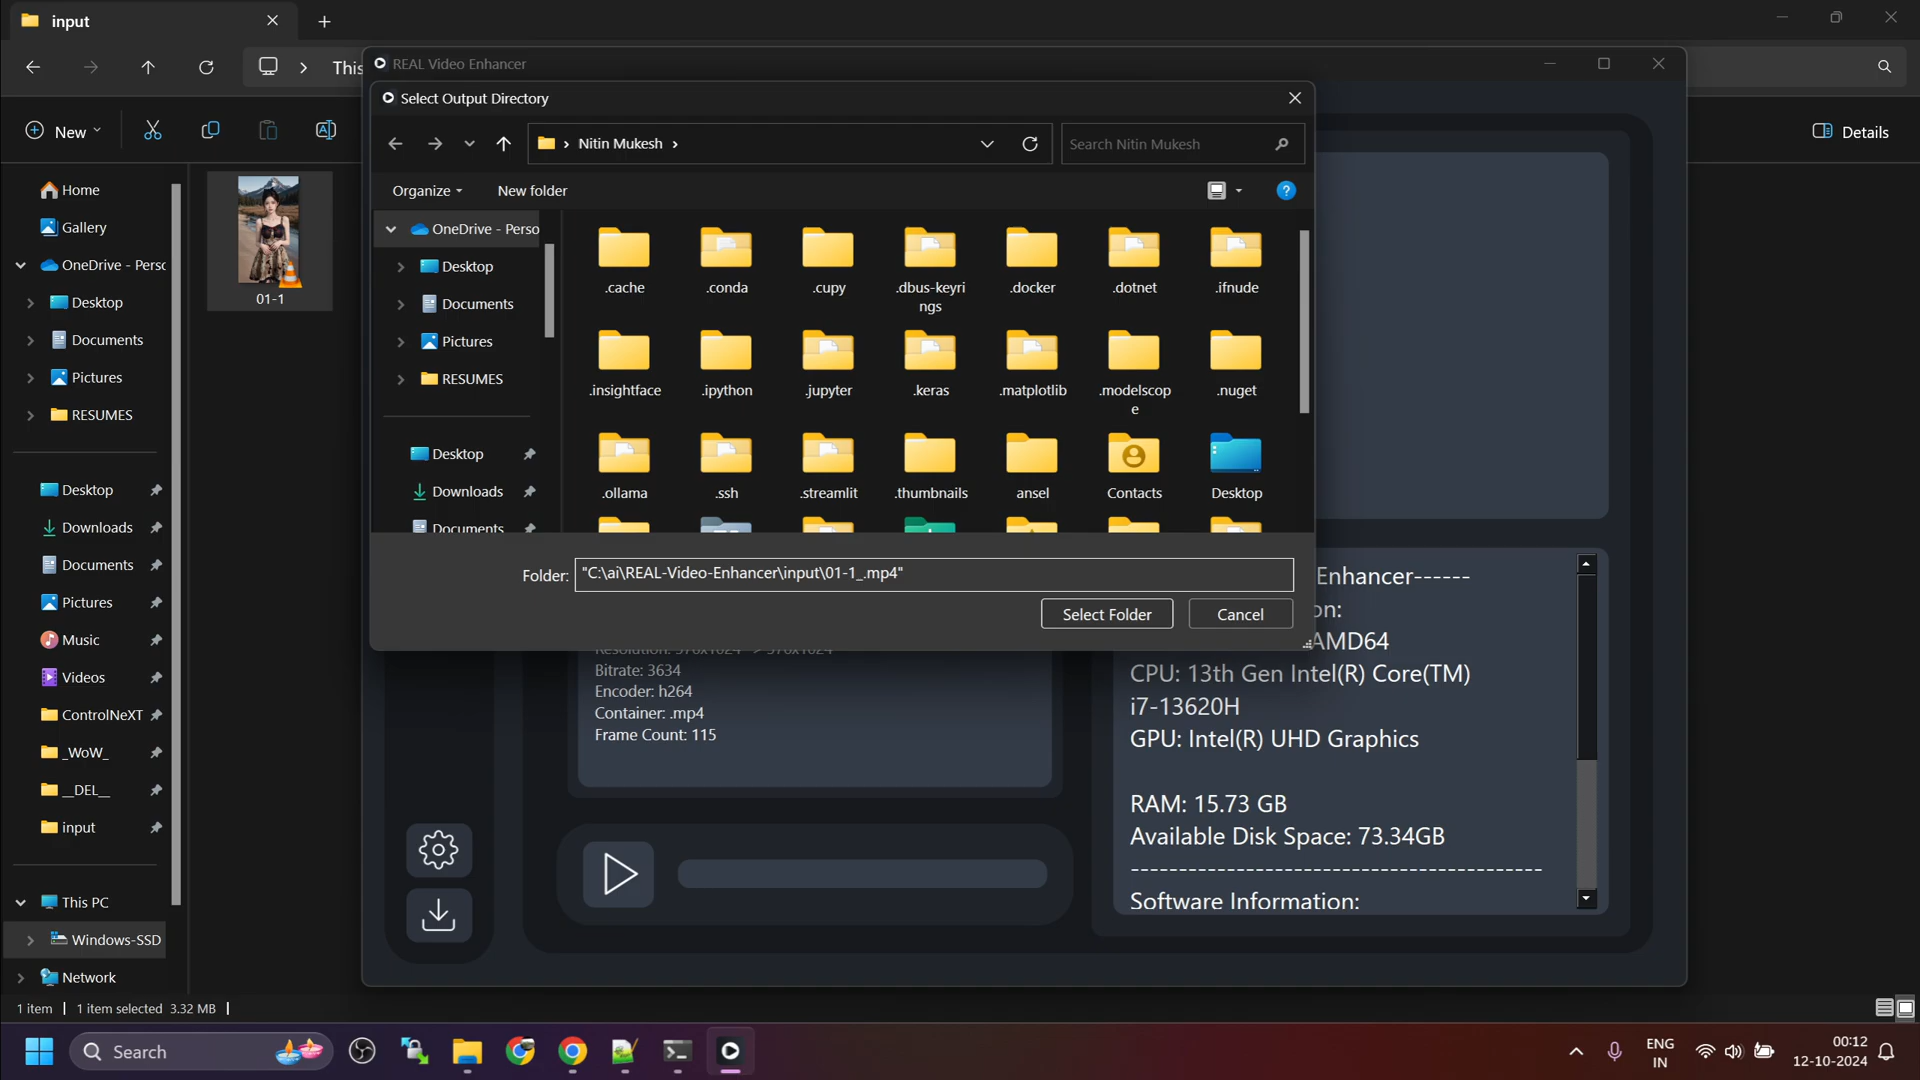 input
This
New
Details
Home
Gallery
OneDrive - Perso
Desktop
Documents
Pictures
RESUMES
Desktop
Downloads
Documents
Pictures
Music
Videos
ControlNeXT
_WoW_
__DEL__
input
This PC
Windows-SSD
Network
01-1
1 item
1 item selected 3.32 MB
REAL Video Enhancer
Select Output Directory
Nitin Mukesh
Search Nitin Mukesh
Organize
New folder
OneDrive - Perso
Desktop
Documents
Pictures
RESUMES
Desktop
Downloads
Documents
.cache
.conda
.cupy
.dbus-keyri
ngs
.docker
.dotnet
.ifnude
.insightface
.ipython
.jupyter
.keras
.matplotlib
.modelscop
e
.nuget
.ollama
.ssh
.streamlit
.thumbnails
ansel
Contacts
Desktop
Folder:
"C:\ai\REAL-Video-Enhancer\input\01-1_.mp4"
Select Folder
Cancel
Bitrate: 3634
Encoder: h264
Container: .mp4
Frame Count: 115
Enhancer------
on:
AMD64
CPU: 13th Gen Intel(R) Core(TM)
i7-13620H
GPU: Intel(R) UHD Graphics
RAM: 15.73 GB
Available Disk Space: 73.34GB
------------------------------------------
Software Information:
Search
ENG
IN
00:12
12-10-2024